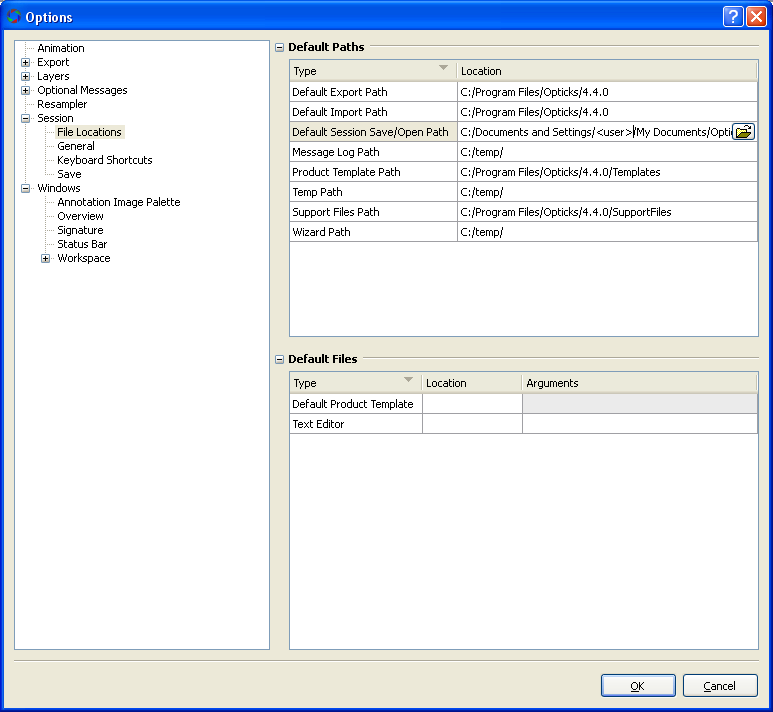 Options
Animation
Export
Layers
Optional Messages
Resampler
Session
File Locations
General
Keyboard Shortcuts
Save
Windows
Annotation Image Palette
Overview
Signature
Status Bar
Workspace
Default Paths
Type Location
Default Export Path C:/Program Files/Opticks/4.4.0
Default Import Path C:/Program Files/Opticks/4.4.0
Default Session Save/Open Path C:/Documents and Settings/<user>/My Documents/Opti
Message Log Path C:/temp/
Product Template Path C:/Program Files/Opticks/4.4.0/Templates
Temp Path C:/temp/
Support Files Path C:/Program Files/Opticks/4.4.0/SupportFiles
Wizard Path C:/temp/
Default Files
Type Location Arguments
Default Product Template
Text Editor
OK Cancel